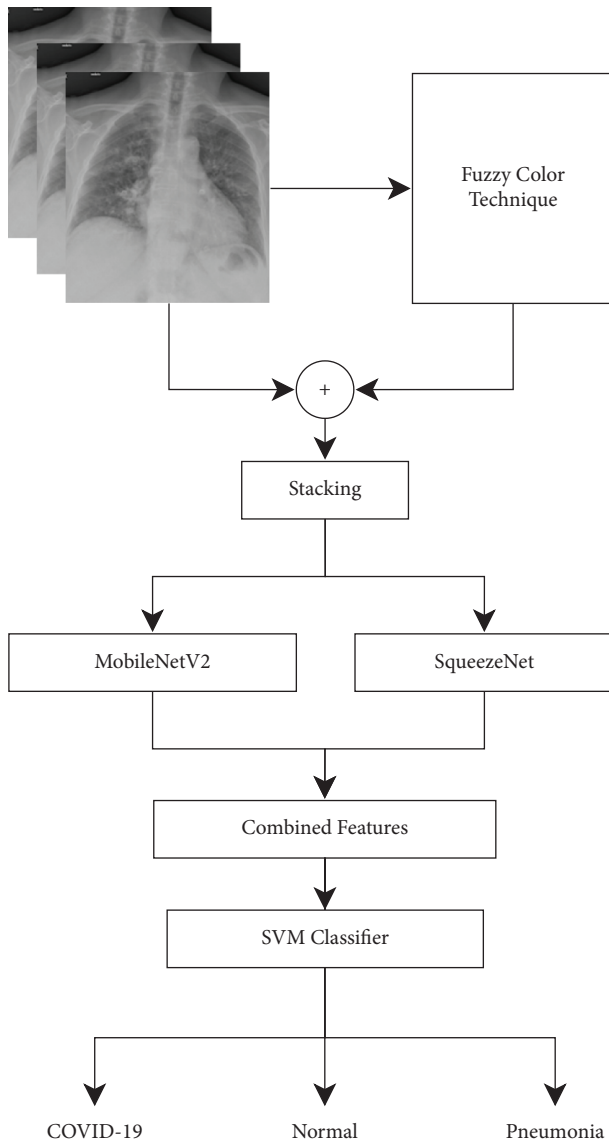 Fuzzy Color
Technique
+
Stacking
MobileNetV2
SqueezeNet
Combined Features
SVM Classifier
COVID-19
Normal
Pneumonia